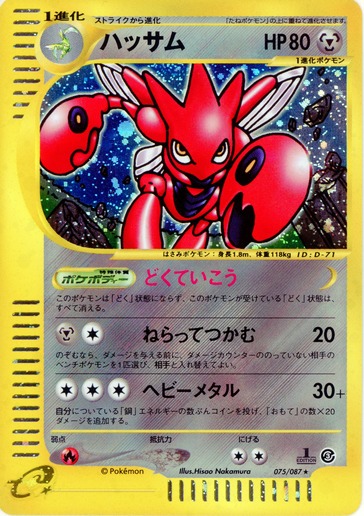 1進化 ストライクから進化 「たねポケモン」の上に重ねて進化させます。
ハッサム HP80
1進化ポケモン
はさみポケモン：身長1.8m、体重118kg ID:D-71
特殊体質
ポケボディー どくていこう
このポケモンは「どく」状態にならず、このポケモンが受けている「どく」状態は、
すべて消える。
ねらってつかむ 20
のぞむなら、ダメージを与える前に、ダメージカウンターののっていない相手の
ベンチポケモンを1匹選び、相手と入れ替えてよい。
ヘビーメタル 30+
自分についている「鋼」エネルギーの数ぶんコインを投げ、「おもて」の数×20
ダメージを追加する。
弱点 抵抗力 にげる
1 EDITION
©Pokémon Illus.Hisao Nakamura 075/087★